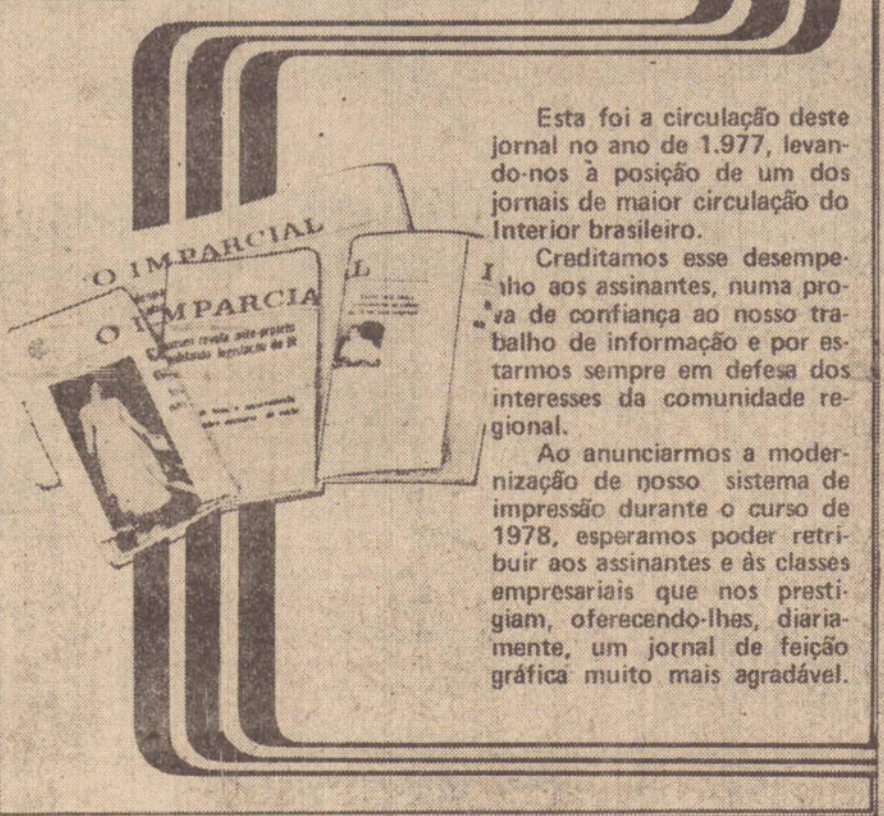 Esta foi a circulação deste
jornal no ano de 1.977, levan-
do-nos à posição de um dos
jornais de maior circulação do
Interior brasileiro.
Creditamos esse desempe-
nho aos assinantes, numa pro-
va de confiança ao nosso tra-
balho de informação e por es-
tarmos sempre em defesa dos
interesses da comunidade re-
gional.
Ao anunciarmos a moder-
nização de nosso sistema de
impressão durante o curso de
1978, esperamos poder retri-
buir aos assinantes e às classes
empresariais que nos presti-
giam, oferecendo-lhes, diaria-
mente, um jornal de feição
gráfica muito mais agradável.
O IMPARCIAL
O IMPARCIA
L
I